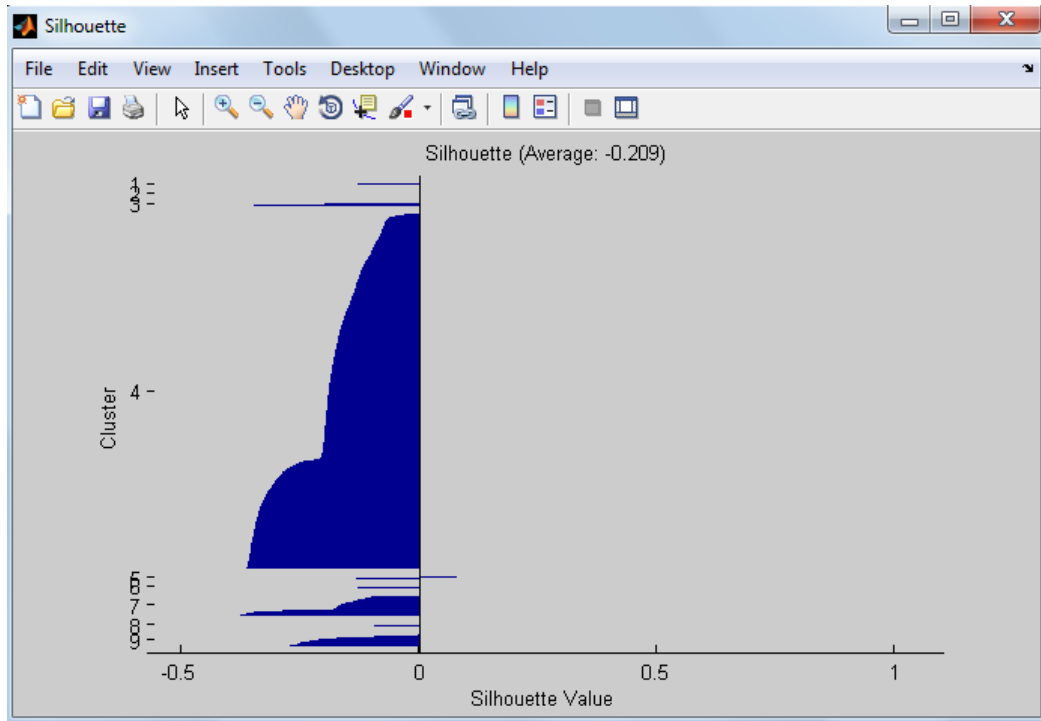 Silhouette
File Edit View Insert Tools Desktop Window Help
Silhouette (Average: -0.209)
1
2
3
4
Cluster
5
6
7
8
9
-0.5 0 0.5 1
Silhouette Value